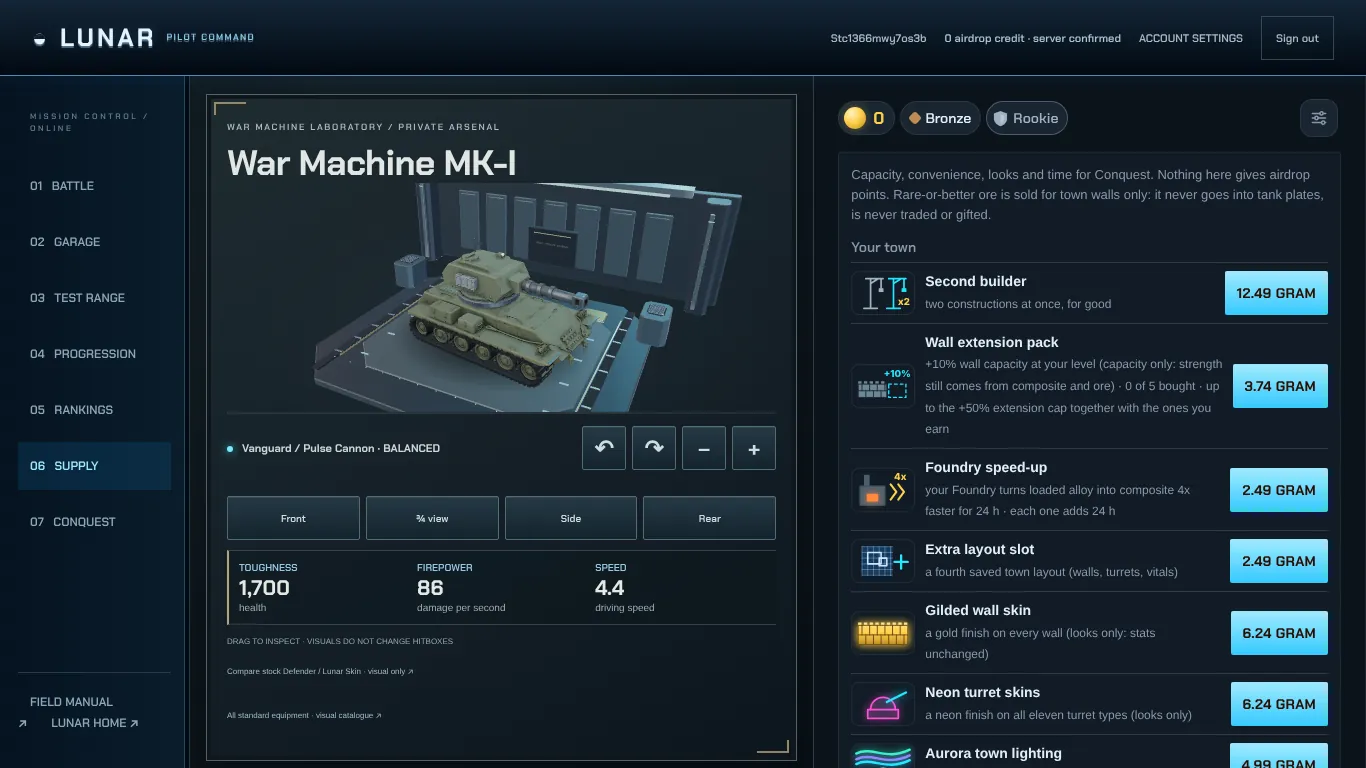 LUNAR PILOT COMMAND
Stc1366mwy7os3b
0 airdrop credit · server confirmed
ACCOUNT SETTINGS
Sign out
MISSION CONTROL /
ONLINE
01 BATTLE
02 GARAGE
03 TEST RANGE
04 PROGRESSION
05 RANKINGS
06 SUPPLY
07 CONQUEST
FIELD MANUAL
↗ LUNAR HOME ↗
WAR MACHINE LABORATORY / PRIVATE ARSENAL
War Machine MK-I
Vanguard / Pulse Cannon · BALANCED
↶ ↷ − +
Front
¾ view
Side
Rear
TOUGHNESS
1,700
health
FIREPOWER
86
damage per second
SPEED
4.4
driving speed
DRAG TO INSPECT · VISUALS DO NOT CHANGE HITBOXES
Compare stock Defender / Lunar Skin · visual only ↗
All standard equipment · visual catalogue ↗
0
Bronze
Rookie
Capacity, convenience, looks and time for Conquest. Nothing here gives airdrop
points. Rare-or-better ore is sold for town walls only: it never goes into tank plates,
is never traded or gifted.
Your town
x2
Second builder
two constructions at once, for good
12.49 GRAM
+10%
Wall extension pack
+10% wall capacity at your level (capacity only: strength
still comes from composite and ore) · 0 of 5 bought · up
to the +50% extension cap together with the ones you
earn
3.74 GRAM
4x
Foundry speed-up
your Foundry turns loaded alloy into composite 4x
faster for 24 h · each one adds 24 h
2.49 GRAM
Extra layout slot
a fourth saved town layout (walls, turrets, vitals)
2.49 GRAM
Gilded wall skin
a gold finish on every wall (looks only: stats
unchanged)
6.24 GRAM
Neon turret skins
a neon finish on all eleven turret types (looks only)
6.24 GRAM
Aurora town lighting
4.99 GRAM